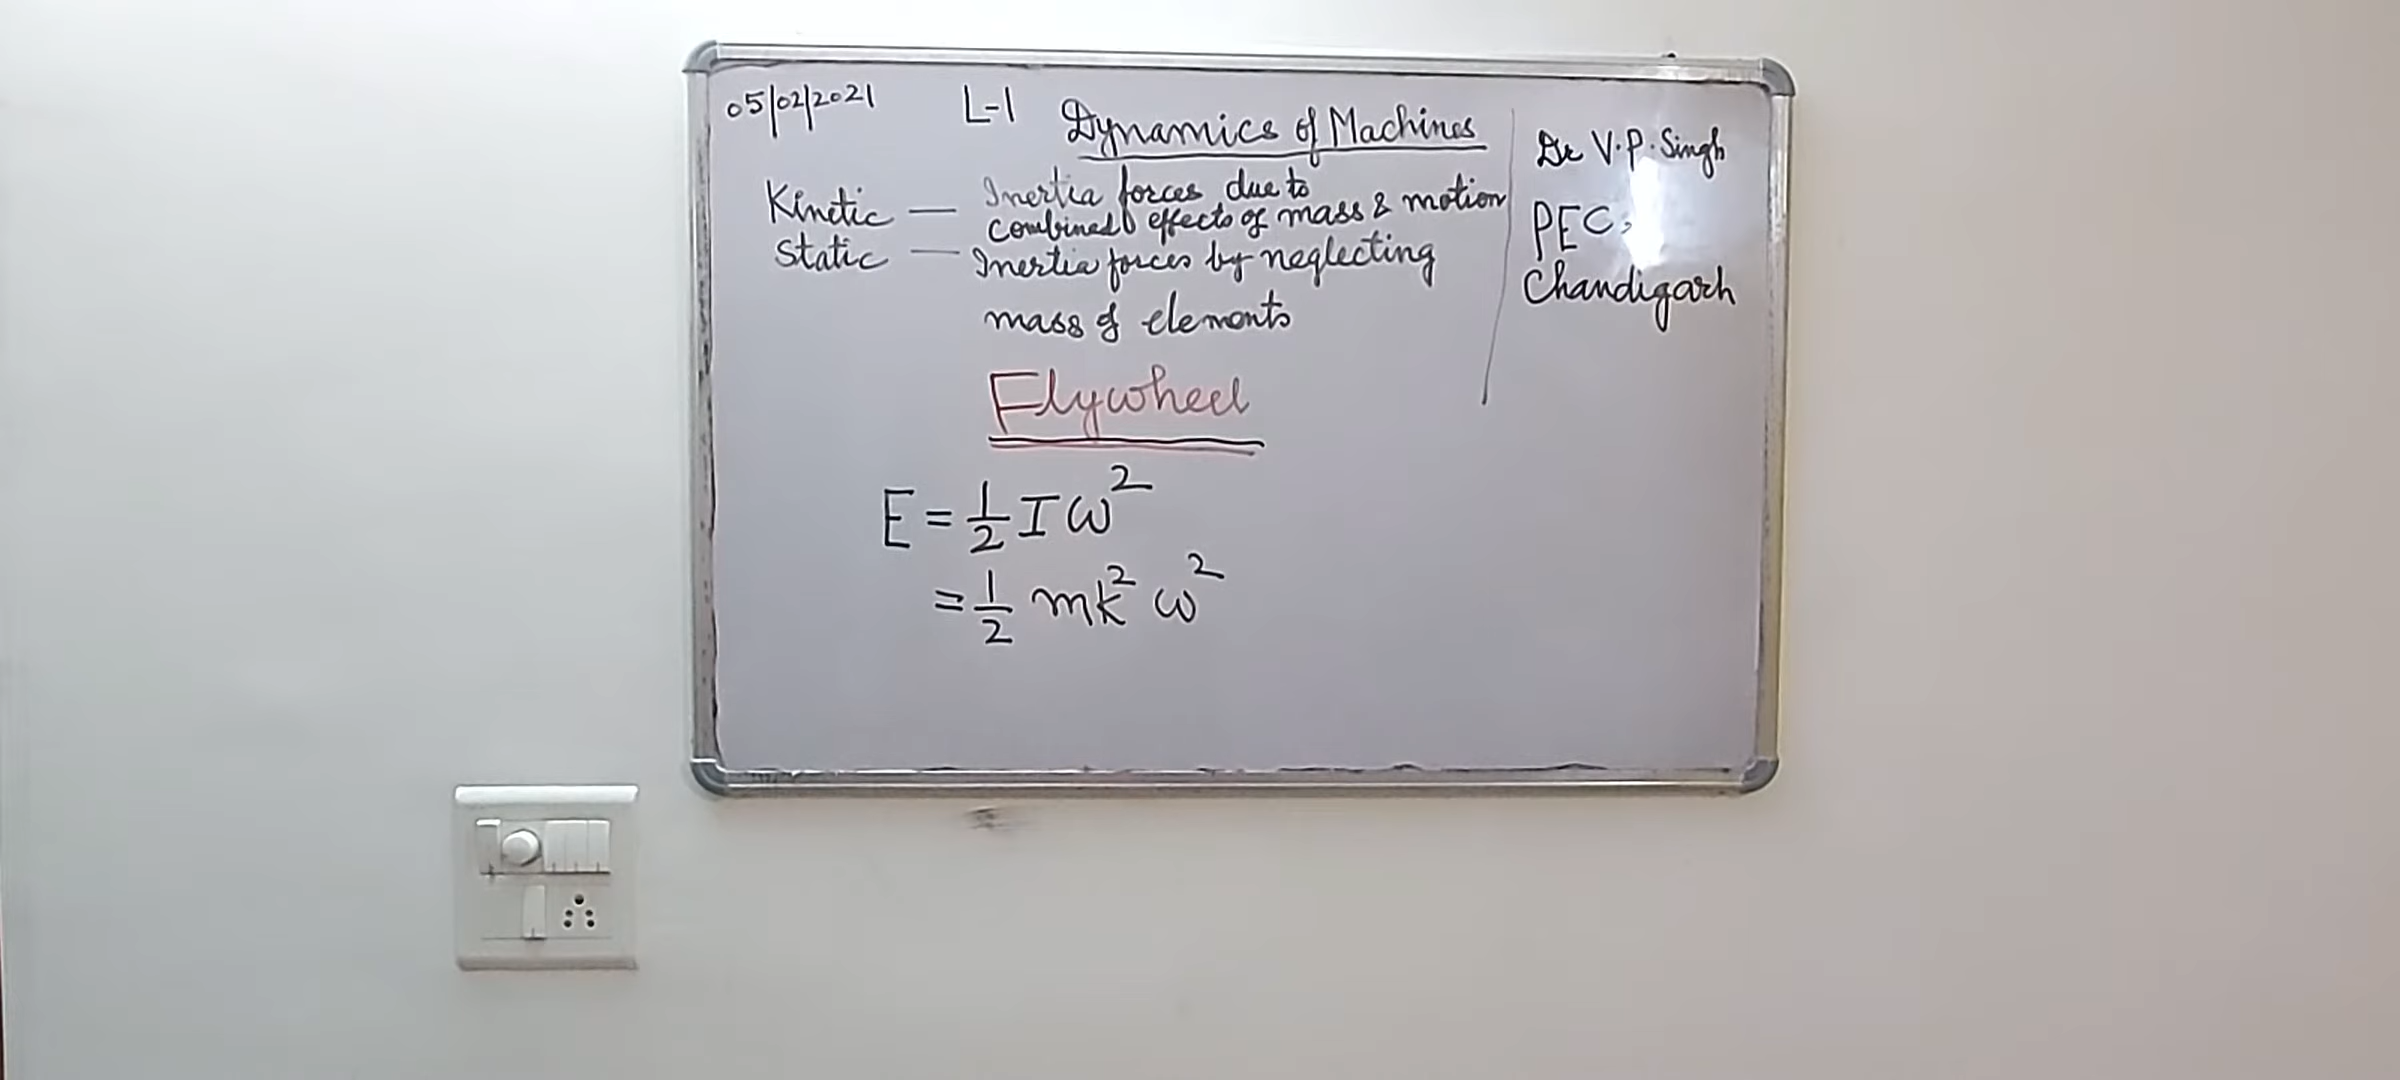 05/02/2021 L-1 Dynamics of Machines
Kinetic — Inertia forces due to
combined effects of mass & motion
Static — Inertia forces by neglecting
mass of elements
Flywheel
E = 1/2 I ω²
= 1/2 mk² ω²
Dr V.P. Singh
PEC,
Chandigarh